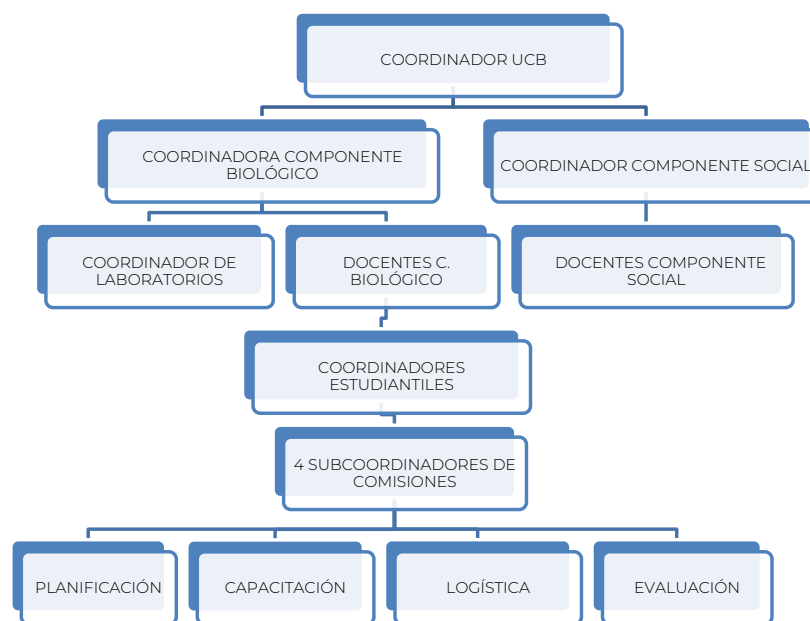 COORDINADOR UCB
COORDINADORA COMPONENTE
BIOLÓGICO
COORDINADOR COMPONENTE SOCIAL
COORDINADOR DE
LABORATORIOS
DOCENTES C.
BIOLÓGICO
DOCENTES COMPONENTE
SOCIAL
COORDINADORES
ESTUDIANTILES
4 SUBCOORDINADORES DE
COMISIONES
PLANIFICACIÓN
CAPACITACIÓN
LOGÍSTICA
EVALUACIÓN